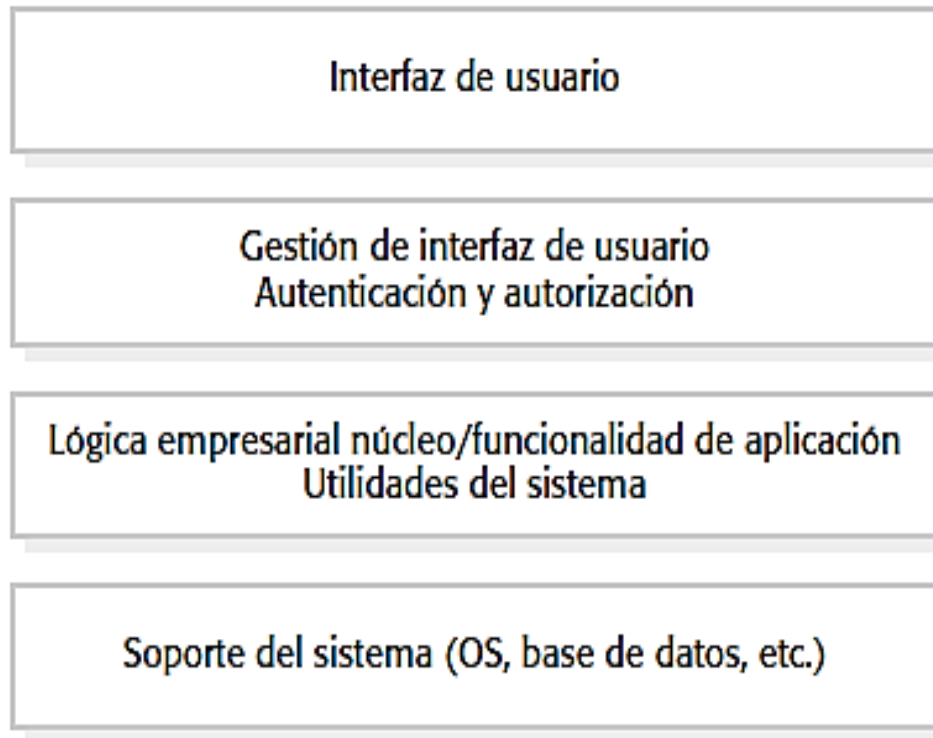 Interfaz de usuario
Gestión de interfaz de usuario
Autenticación y autorización
Lógica empresarial núcleo/funcionalidad de aplicación
Utilidades del sistema
Soporte del sistema (OS, base de datos, etc.)